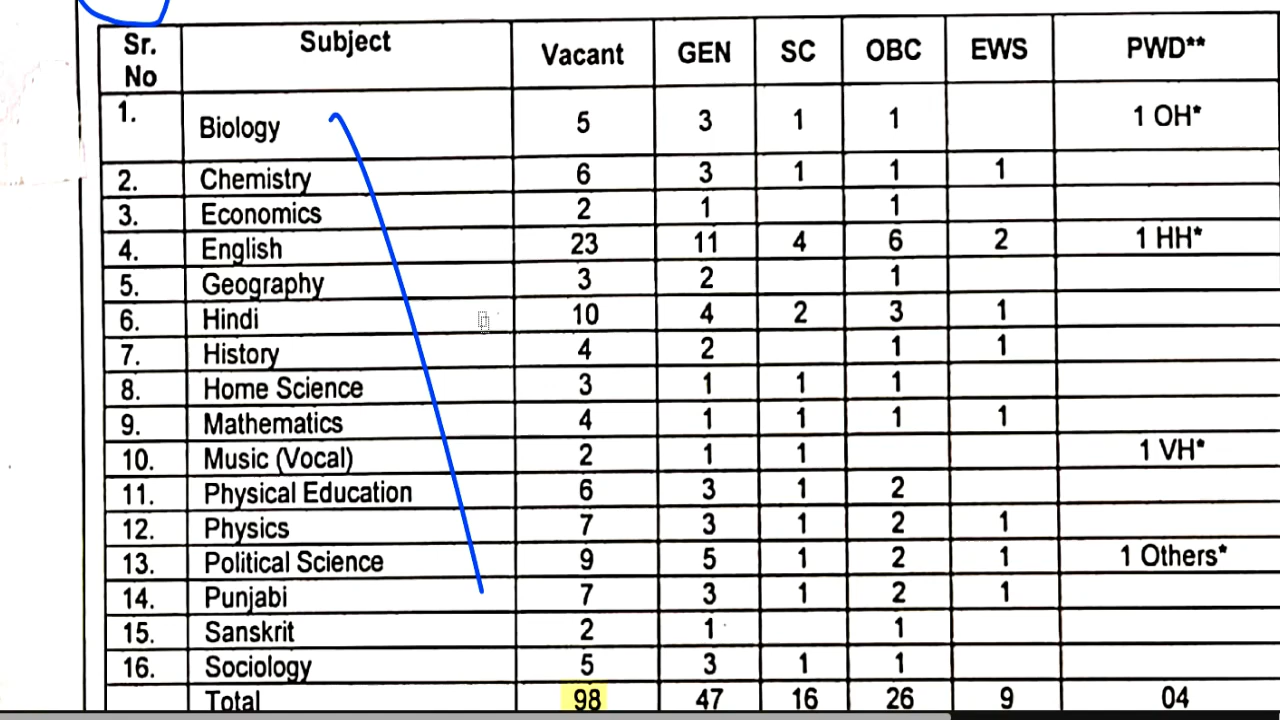 Sr. No Subject Vacant GEN SC OBC EWS PWD**
1. Biology 5 3 1 1 1 OH*
2. Chemistry 6 3 1 1 1
3. Economics 2 1 1
4. English 23 11 4 6 2 1 HH*
5. Geography 3 2 1
6. Hindi 10 4 2 3 1
7. History 4 2 1 1
8. Home Science 3 1 1 1
9. Mathematics 4 1 1 1 1
10. Music (Vocal) 2 1 1 1 VH*
11. Physical Education 6 3 1 2
12. Physics 7 3 1 2 1
13. Political Science 9 5 1 2 1 1 Others*
14. Punjabi 7 3 1 2 1
15. Sanskrit 2 1 1
16. Sociology 5 3 1 1
Total 98 47 16 26 9 04